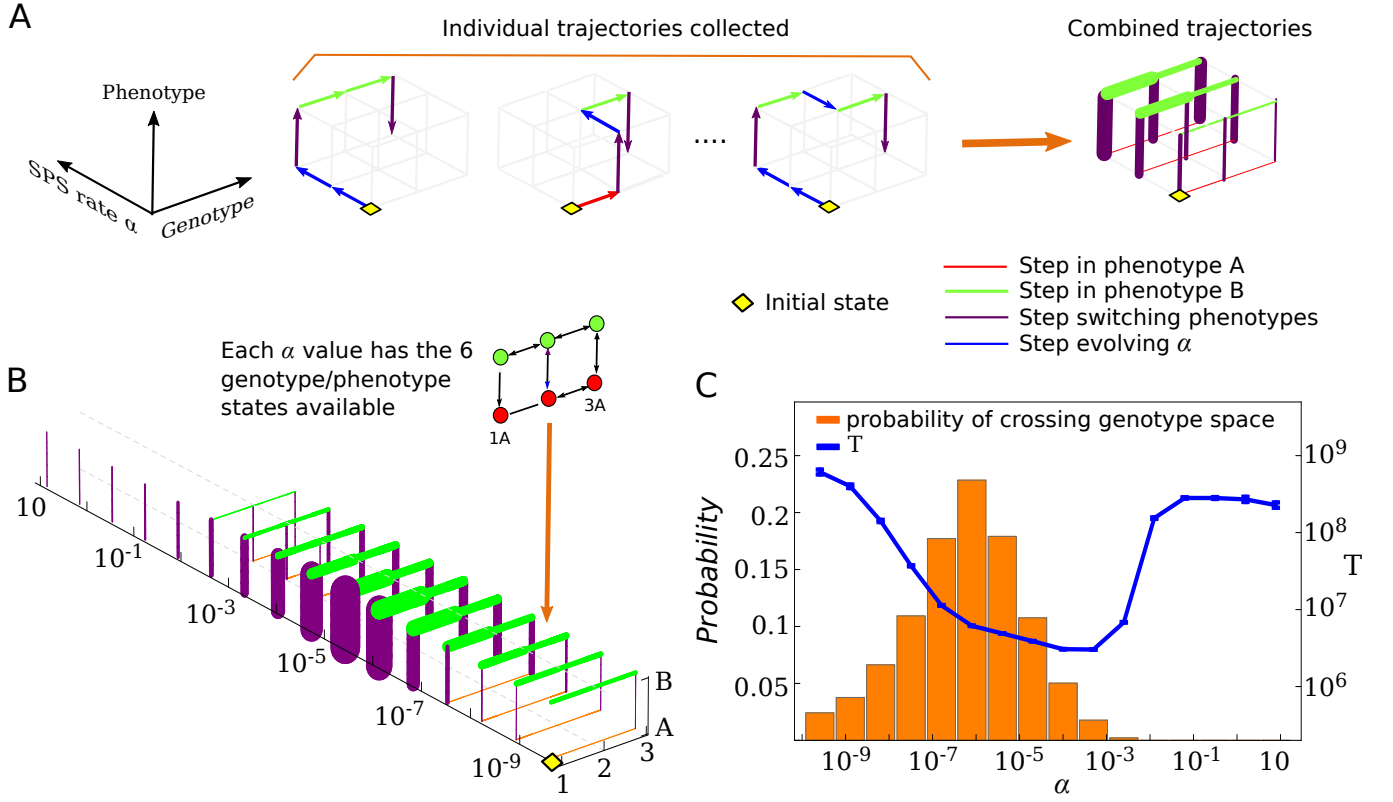 A
Individual trajectories collected
Combined trajectories
Phenotype
SPS rate α
Genotype
....
Initial state
Step in phenotype A
Step in phenotype B
Step switching phenotypes
Step evolving α
B
Each α value has the 6
genotype/phenotype
states available
1A
3A
10
10⁻¹
10⁻³
10⁻⁵
10⁻⁷
10⁻⁹
B
A
1
2
3
C
probability of crossing genotype space
T
Probability
0.25
0.2
0.15
0.1
0.05
10⁹
10⁸
10⁷
10⁶
T
10⁻⁹
10⁻⁷
10⁻⁵
10⁻³
10⁻¹
10
α